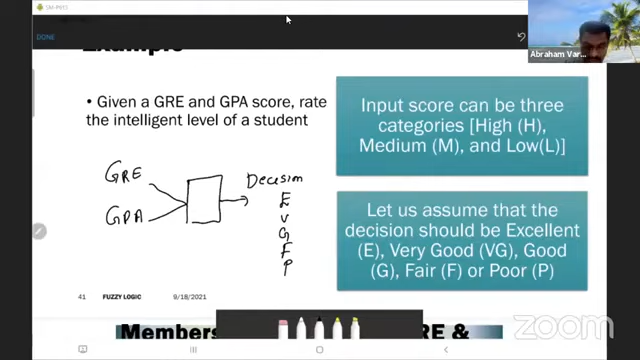 SM-P615
DONE
Example
Abraham Var...
• Given a GRE and GPA score, rate
the intelligent level of a student
GRE
GPA
Decision
E
V
G
F
P
Input score can be three
categories [High (H),
Medium (M), and Low(L)]
Let us assume that the
decision should be Excellent
(E), Very Good (VG), Good
(G), Fair (F) or Poor (P)
41
FUZZY LOGIC
9/18/2021
zoom